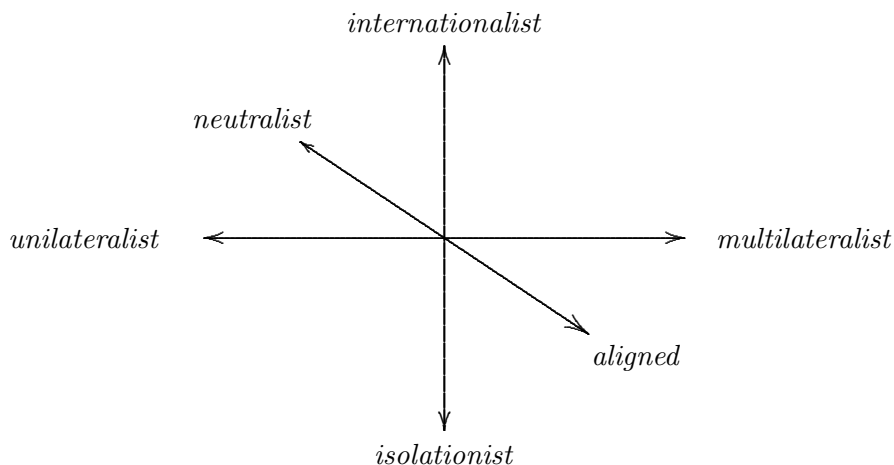 internationalist
neutralist
unilateralist
multilateralist
aligned
isolationist